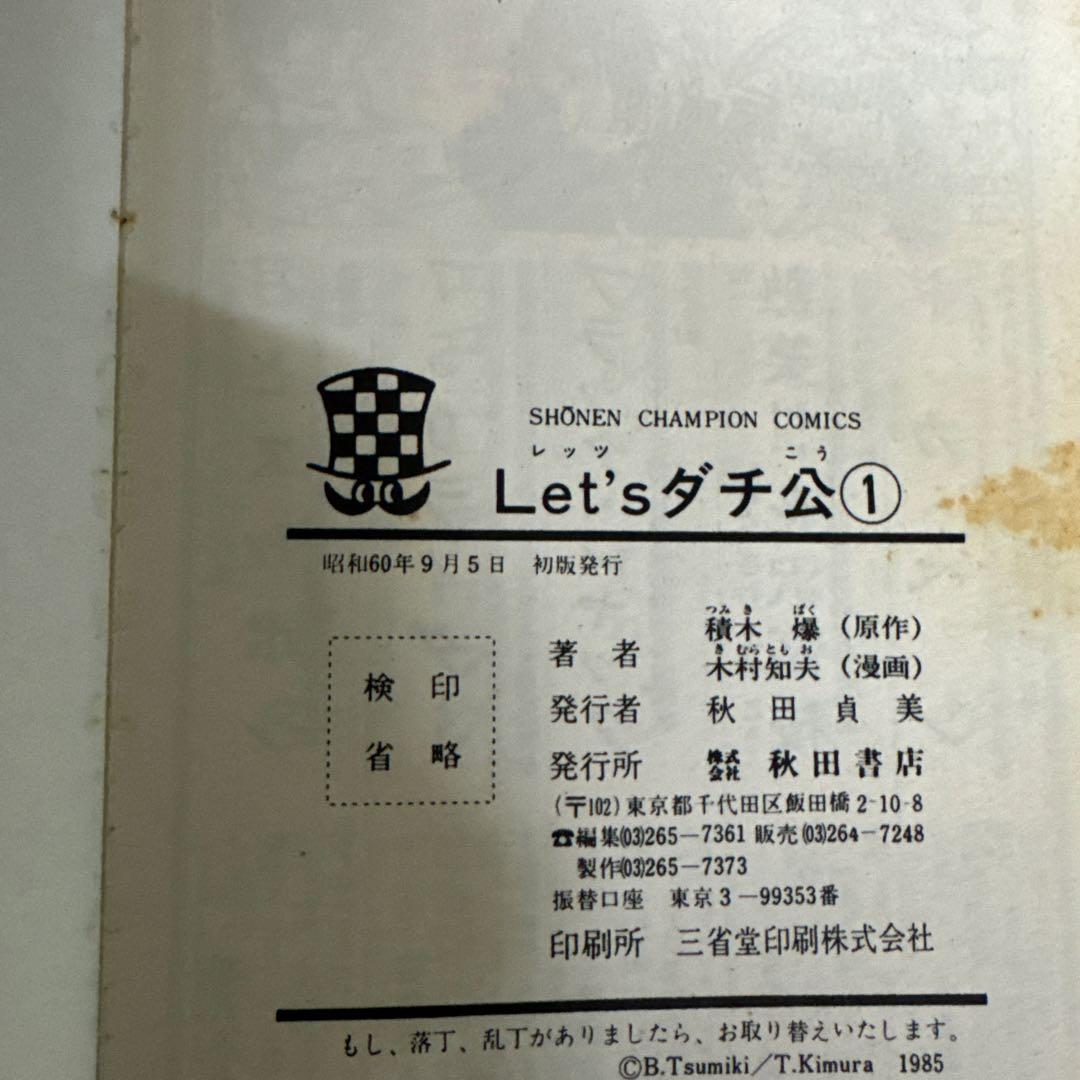 SHŌNEN CHAMPION COMICS
レッツ こう
Let'sダチ公①
昭和60年9月5日 初版発行
検印
省略
つみき ばく
著者 積木 爆(原作)
きむらともお
木村知夫(漫画)
発行者 秋田貞美
発行所 株式会社 秋田書店
(〒102)東京都千代田区飯田橋2-10-8
☎編集(03)265-7361 販売(03)264-7248
製作(03)265-7373
振替口座 東京3-99353番
印刷所 三省堂印刷株式会社
もし、落丁、乱丁がありましたら、お取り替えいたします。
©B.Tsumiki/T.Kimura 1985